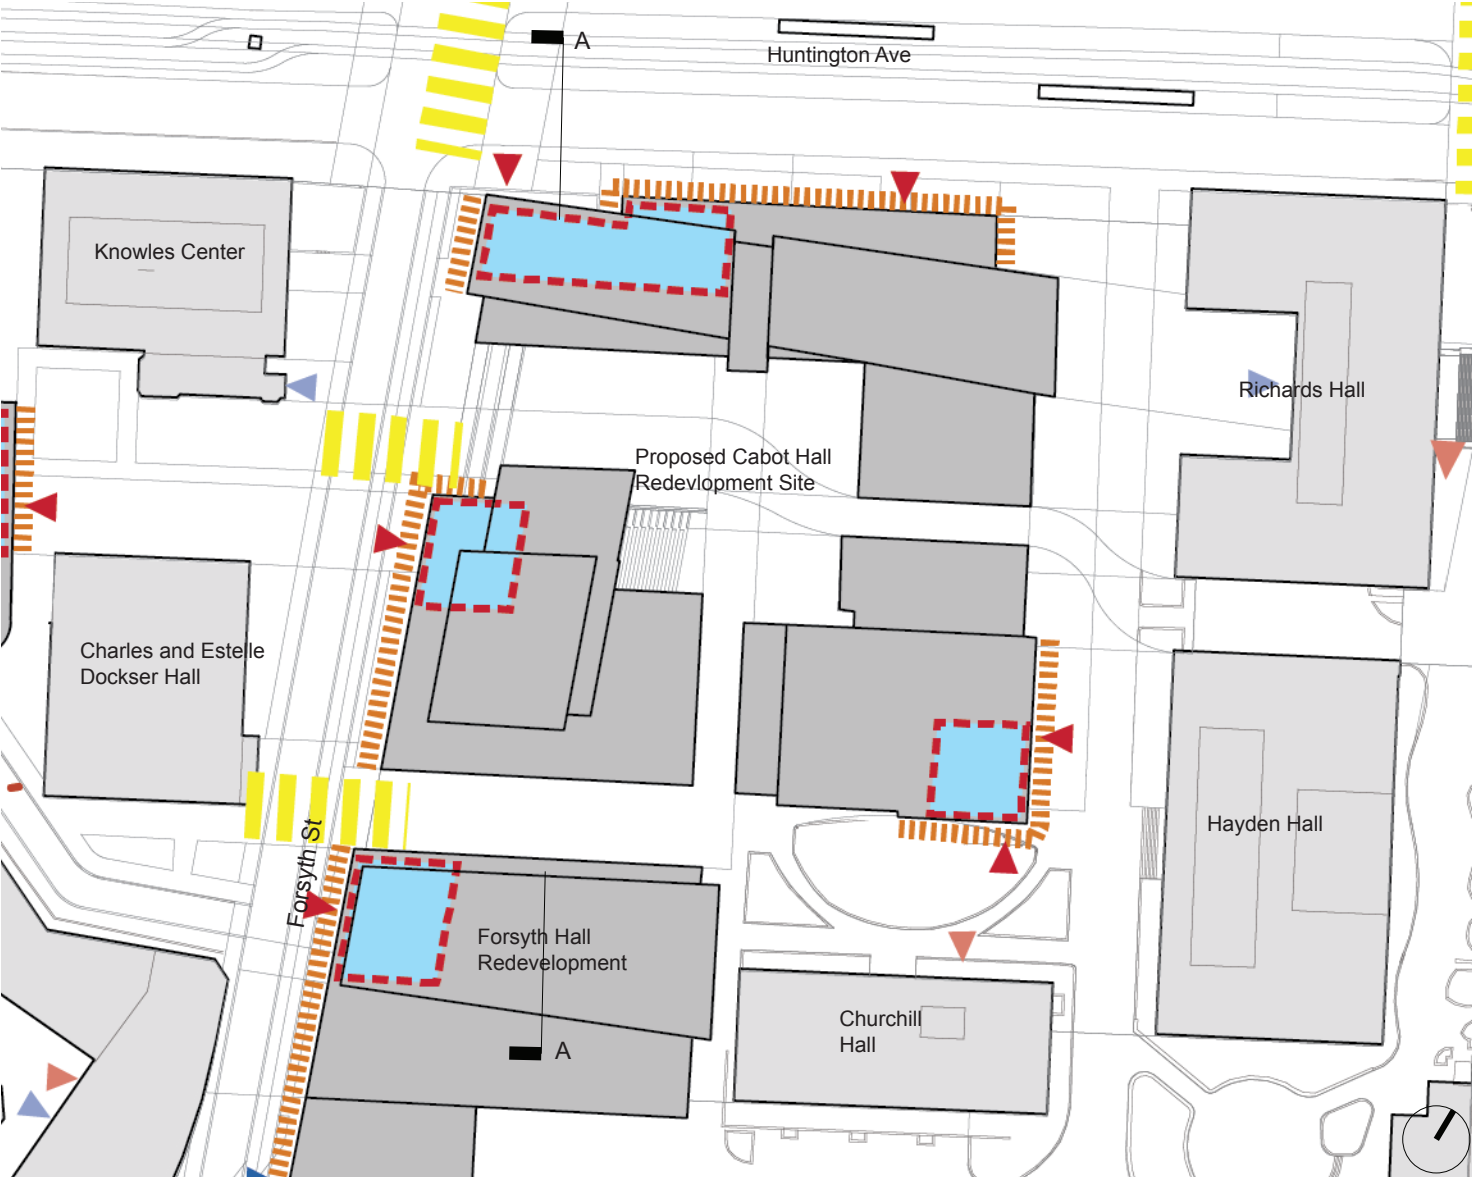 A
Huntington Ave
Knowles Center
Richards Hall
Proposed Cabot Hall
Redevlopment Site
Charles and Estelle
Dockser Hall
Hayden Hall
Forsyth St
Forsyth Hall
Redevelopment
Churchill
Hall
A